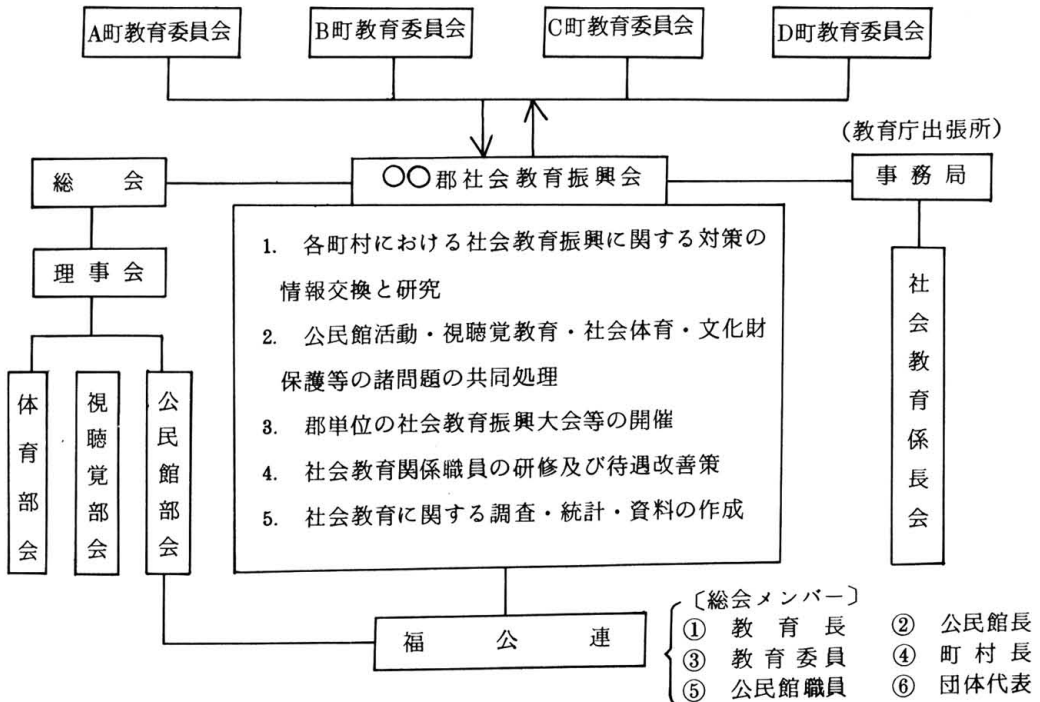 A町教育委員会
B町教育委員会
C町教育委員会
D町教育委員会
(教育庁出張所)
総会
○○郡社会教育振興会
事務局
理事会
体育部会
視聴覚部会
公民館部会
1. 各町村における社会教育振興に関する対策の
情報交換と研究
2. 公民館活動・視聴覚教育・社会体育・文化財
保護等の諸問題の共同処理
3. 郡単位の社会教育振興大会等の開催
4. 社会教育関係職員の研修及び待遇改善策
5. 社会教育に関する調査・統計・資料の作成
社会教育係長会
福公連
〔総会メンバー〕
① 教育長 ② 公民館長
③ 教育委員 ④ 町村長
⑤ 公民館職員 ⑥ 団体代表